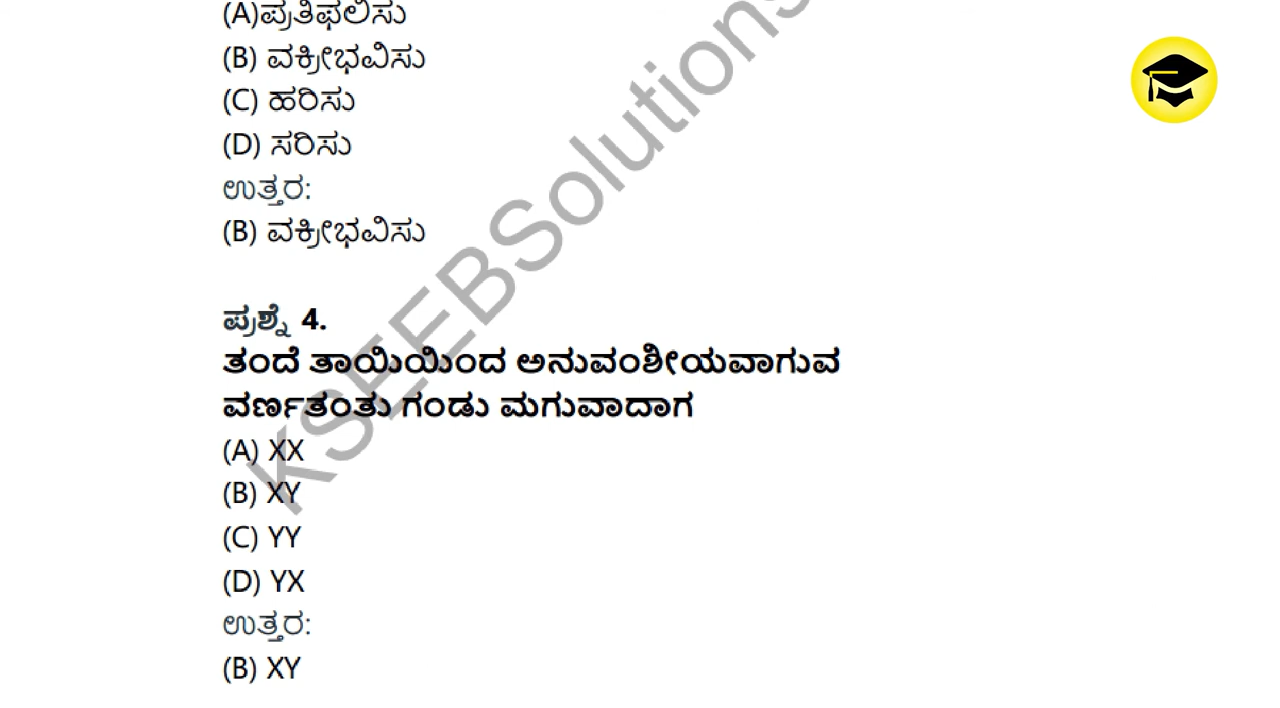 (A)ಪ್ರತಿಫಲಿಸು
(B) ವಕ್ರೀಭವಿಸು
(C) ಹರಿಸು
(D) ಸರಿಸು
ಉತ್ತರ:
(B) ವಕ್ರೀಭವಿಸು
ಪ್ರಶ್ನೆ 4.
ತಂದೆ ತಾಯಿಯಿಂದ ಅನುವಂಶೀಯವಾಗುವ
ವರ್ಣತಂತು ಗಂಡು ಮಗುವಾದಾಗ
(A) XX
(B) XY
(C) YY
(D) YX
ಉತ್ತರ:
(B) XY
KSEEBSolutions